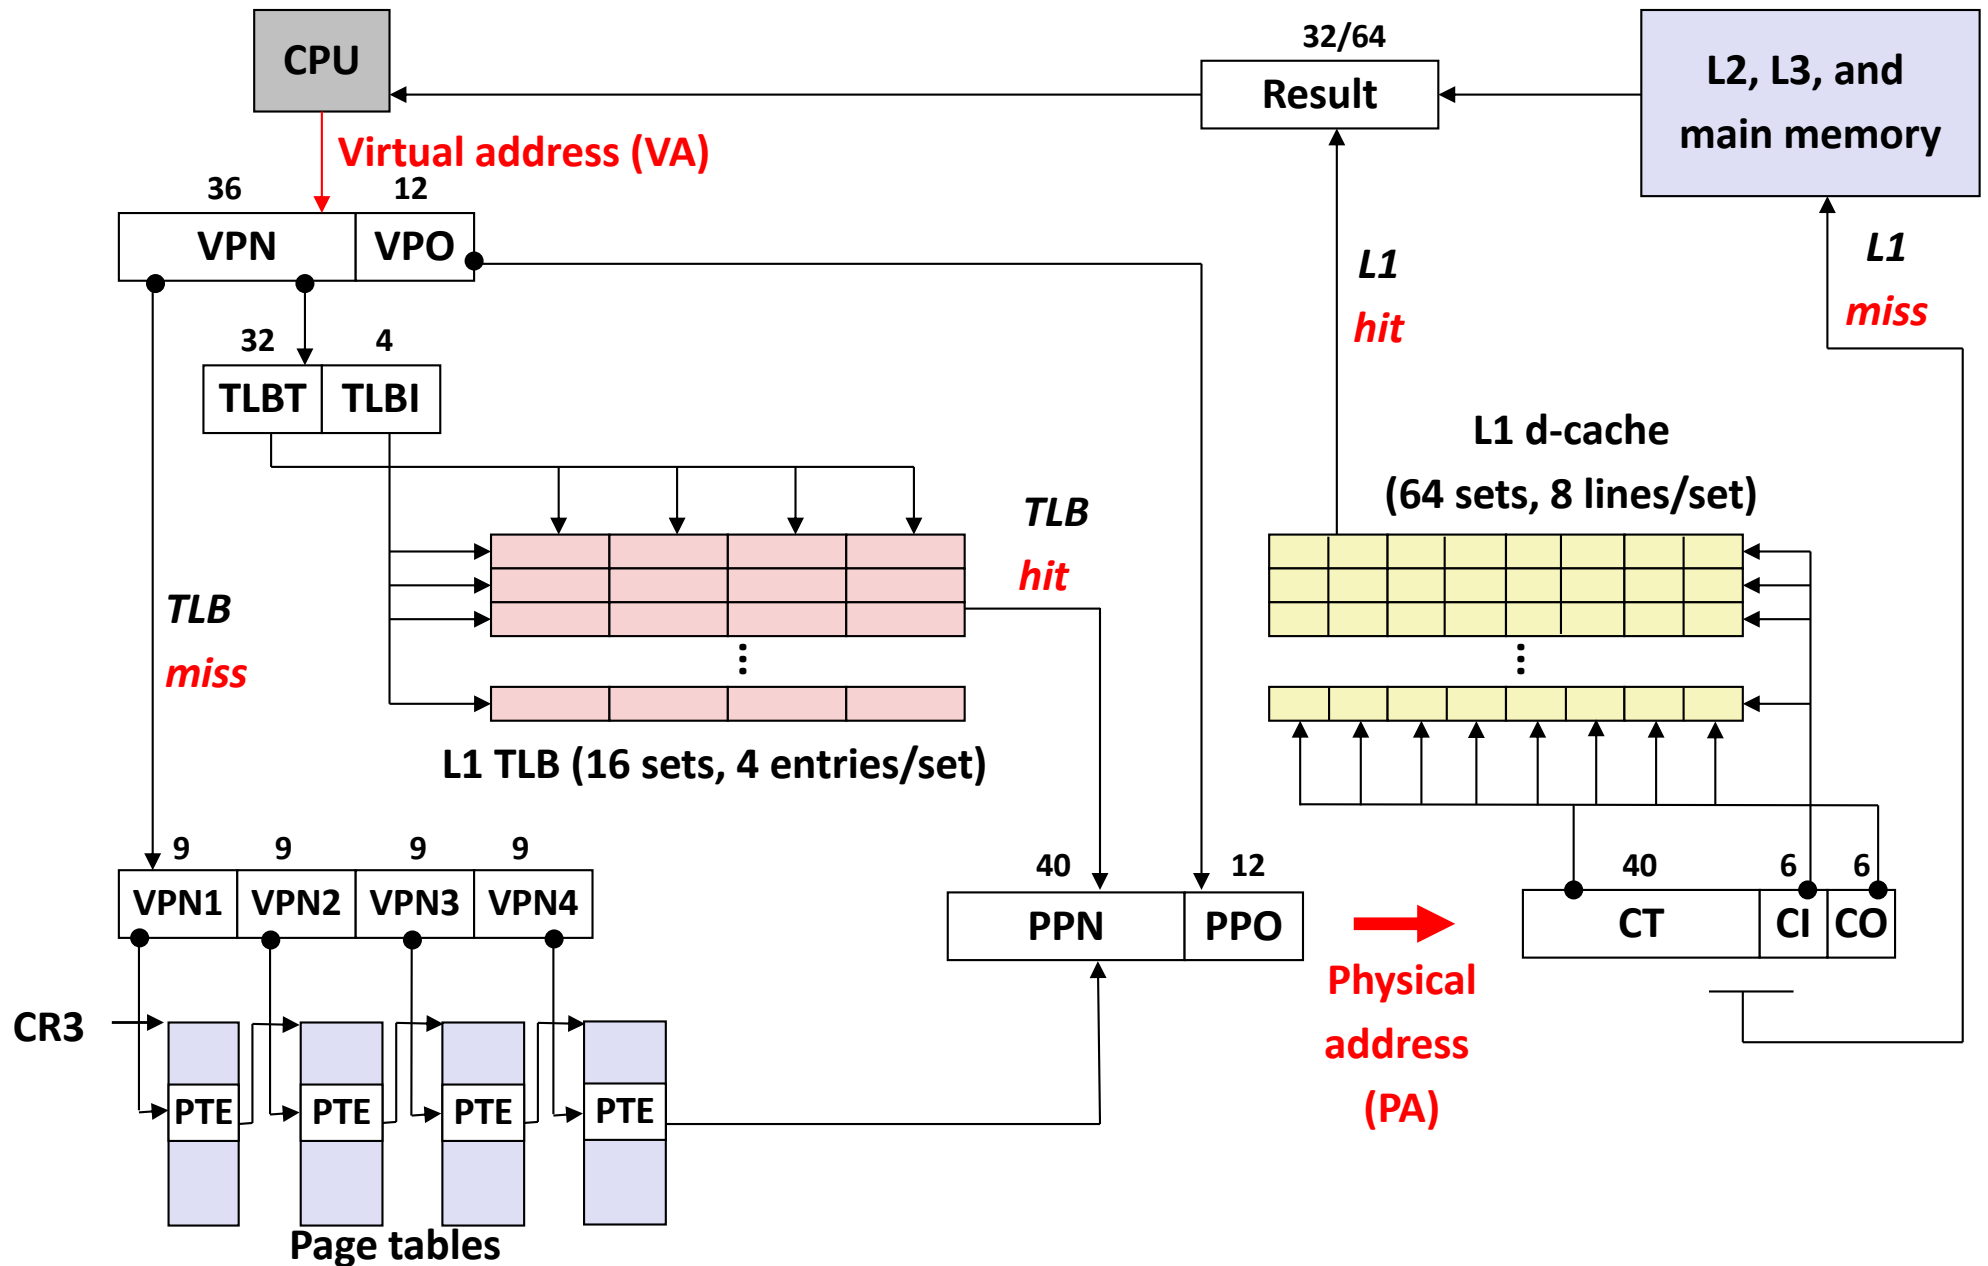 CPU
32/64
Result
L2, L3, and
main memory
Virtual address (VA)
36
12
VPN
VPO
L1
hit
L1
miss
32
4
TLBT
TLBI
L1 d-cache
(64 sets, 8 lines/set)
TLB
hit
TLB
miss
...
...
L1 TLB (16 sets, 4 entries/set)
9
9
9
9
VPN1
VPN2
VPN3
VPN4
40
12
PPN
PPO
40
6
6
CT
CI
CO
Physical
address
(PA)
CR3
PTE
PTE
PTE
PTE
Page tables